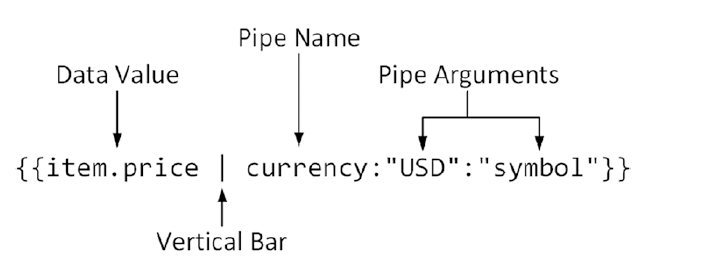 Pipe Name
Data Value
Pipe Arguments
{{item.price | currency:"USD":"symbol"}}
Vertical Bar